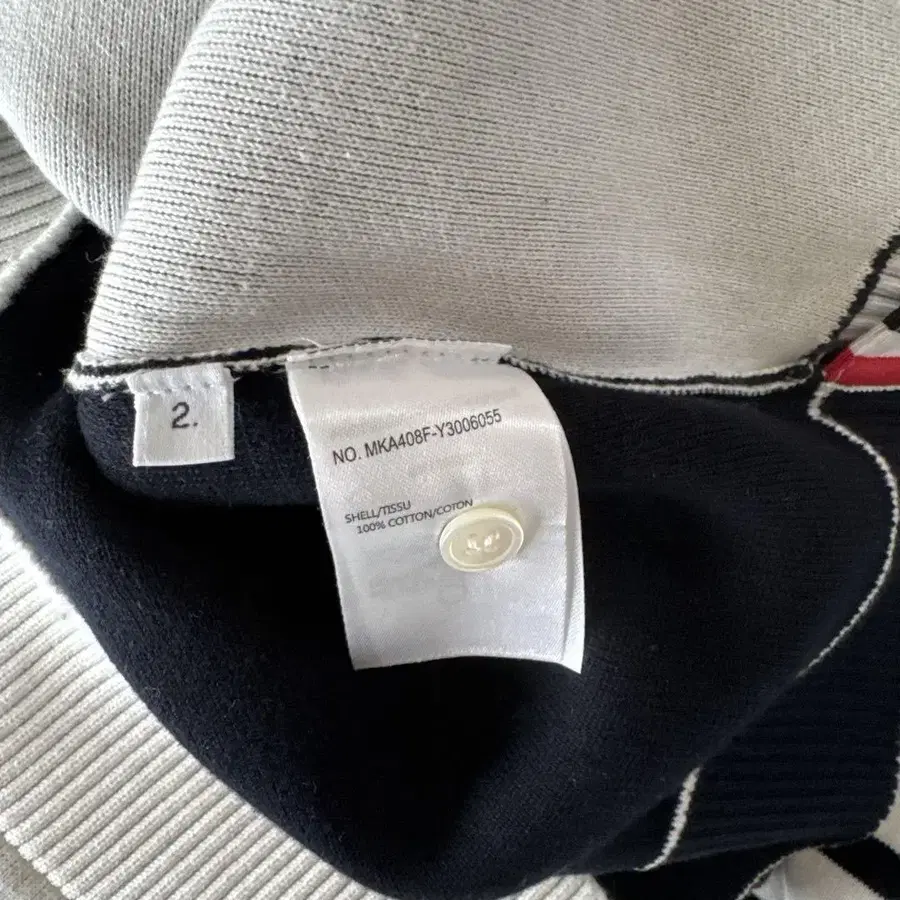 2.
NO. MKA408F-Y3006055
SHELL/TISSU
100% COTTON/COTON